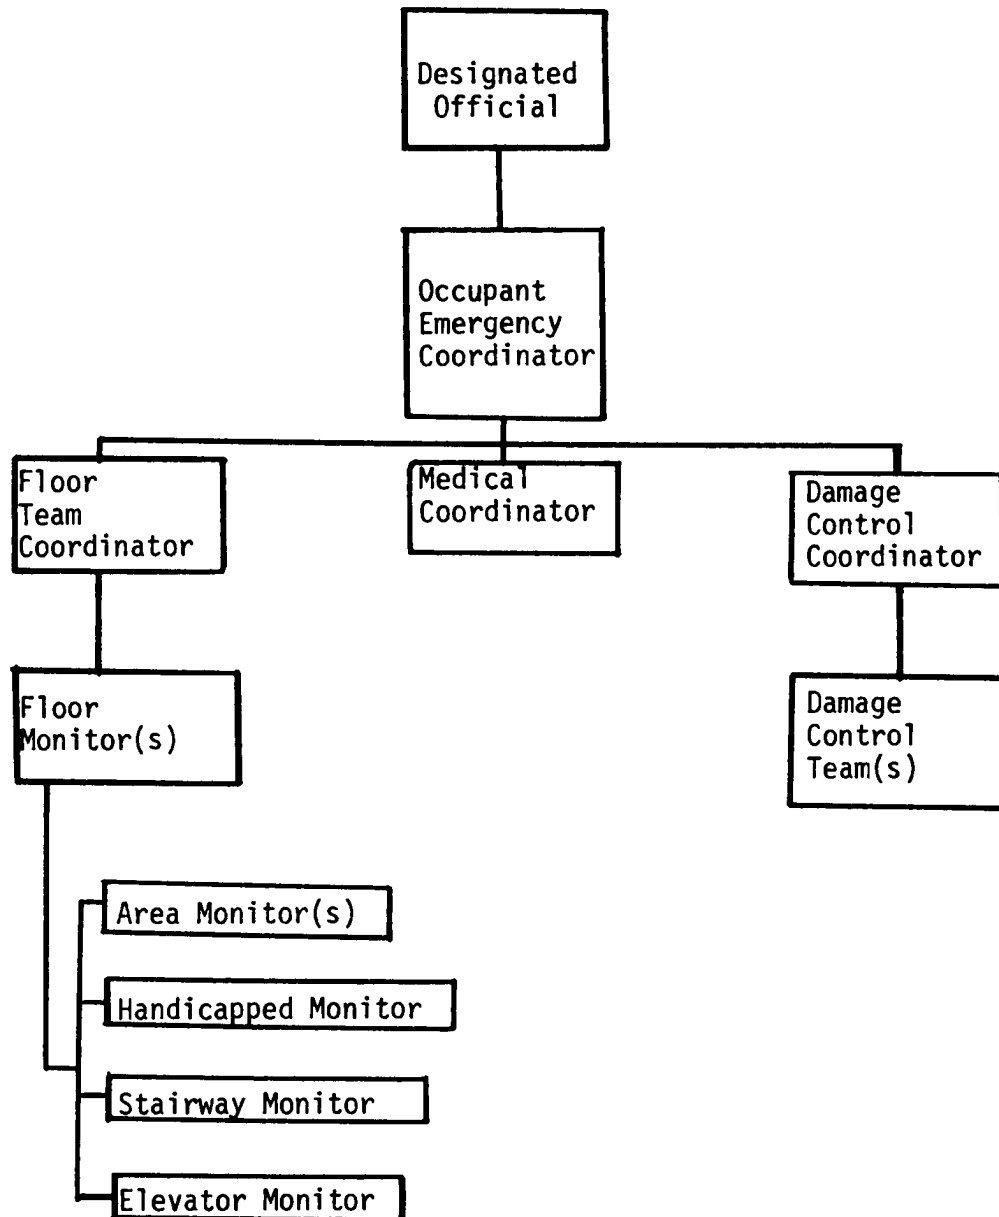 Designated
Official
Occupant
Emergency
Coordinator
Floor
Team
Coordinator
Medical
Coordinator
Damage
Control
Coordinator
Floor
Monitor(s)
Damage
Control
Team(s)
Area Monitor(s)
Handicapped Monitor
Stairway Monitor
Elevator Monitor